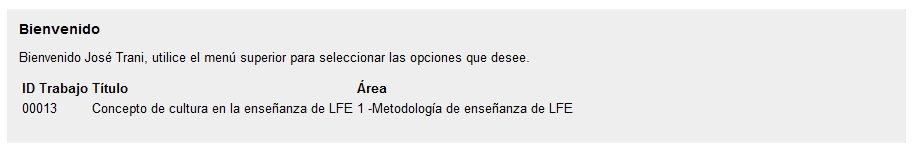 Bienvenido
Bienvenido José Trani, utilice el menú superior para seleccionar las opciones que desee.
ID Trabajo Título Área
00013 Concepto de cultura en la enseñanza de LFE 1 -Metodología de enseñanza de LFE